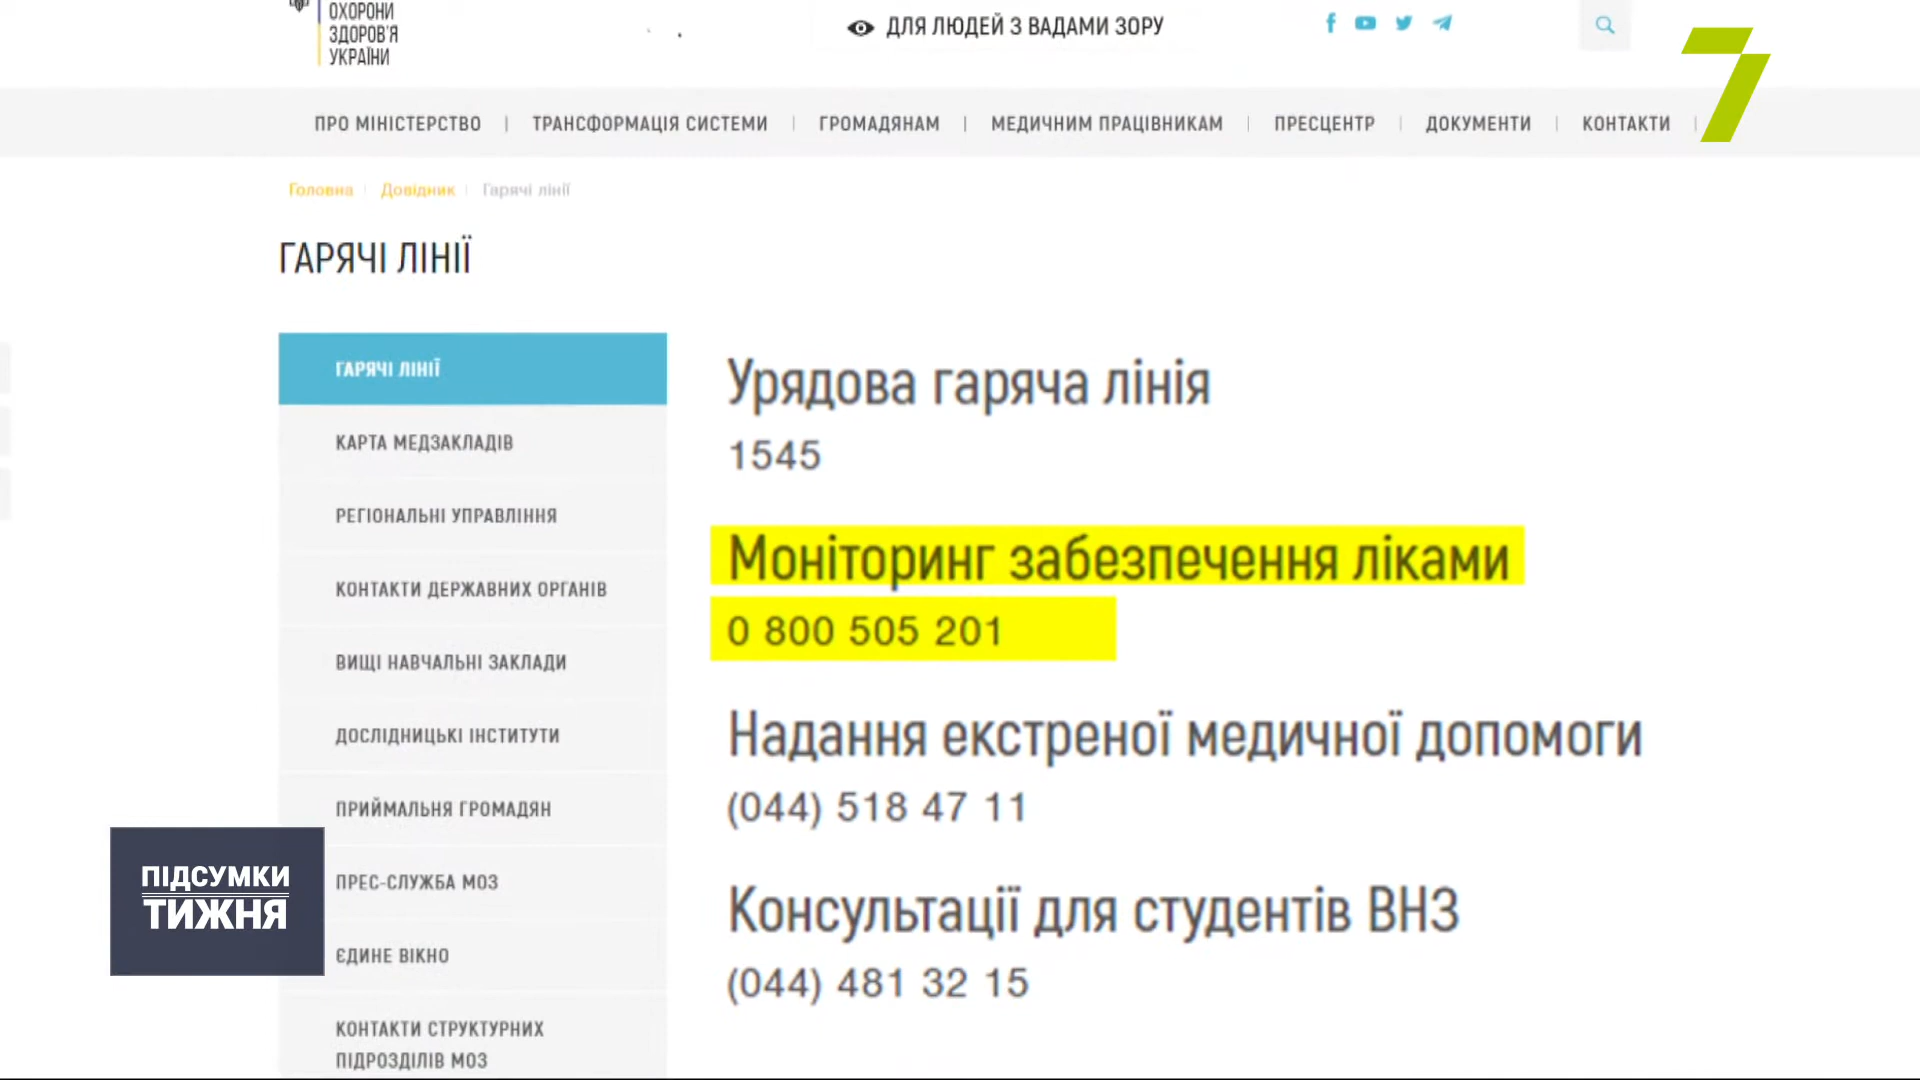 ОХОРОНИ
ЗДОРОВ'Я
УКРАЇНИ
ДЛЯ ЛЮДЕЙ З ВАДАМИ ЗОРУ
7
ПРО МІНІСТЕРСТВО | ТРАНСФОРМАЦІЯ СИСТЕМИ | ГРОМАДЯНАМ | МЕДИЧНИМ ПРАЦІВНИКАМ | ПРЕСЦЕНТР | ДОКУМЕНТИ | КОНТАКТИ |
Головна | Довідник | Гарячі лінії
ГАРЯЧІ ЛІНІЇ
ГАРЯЧІ ЛІНІЇ
КАРТА МЕДЗАКЛАДІВ
РЕГІОНАЛЬНІ УПРАВЛІННЯ
КОНТАКТИ ДЕРЖАВНИХ ОРГАНІВ
ВИЩІ НАВЧАЛЬНІ ЗАКЛАДИ
ДОСЛІДНИЦЬКІ ІНСТИТУТИ
ПРИЙМАЛЬНЯ ГРОМАДЯН
ПРЕС-СЛУЖБА МОЗ
ЄДИНЕ ВІКНО
КОНТАКТИ СТРУКТУРНИХ
ПІДРОЗДІЛІВ МОЗ
Урядова гаряча лінія
1545
Моніторинг забезпечення ліками
0 800 505 201
Надання екстреної медичної допомоги
(044) 518 47 11
Консультації для студентів ВНЗ
(044) 481 32 15
ПІДСУМКИ
ТИЖНЯ